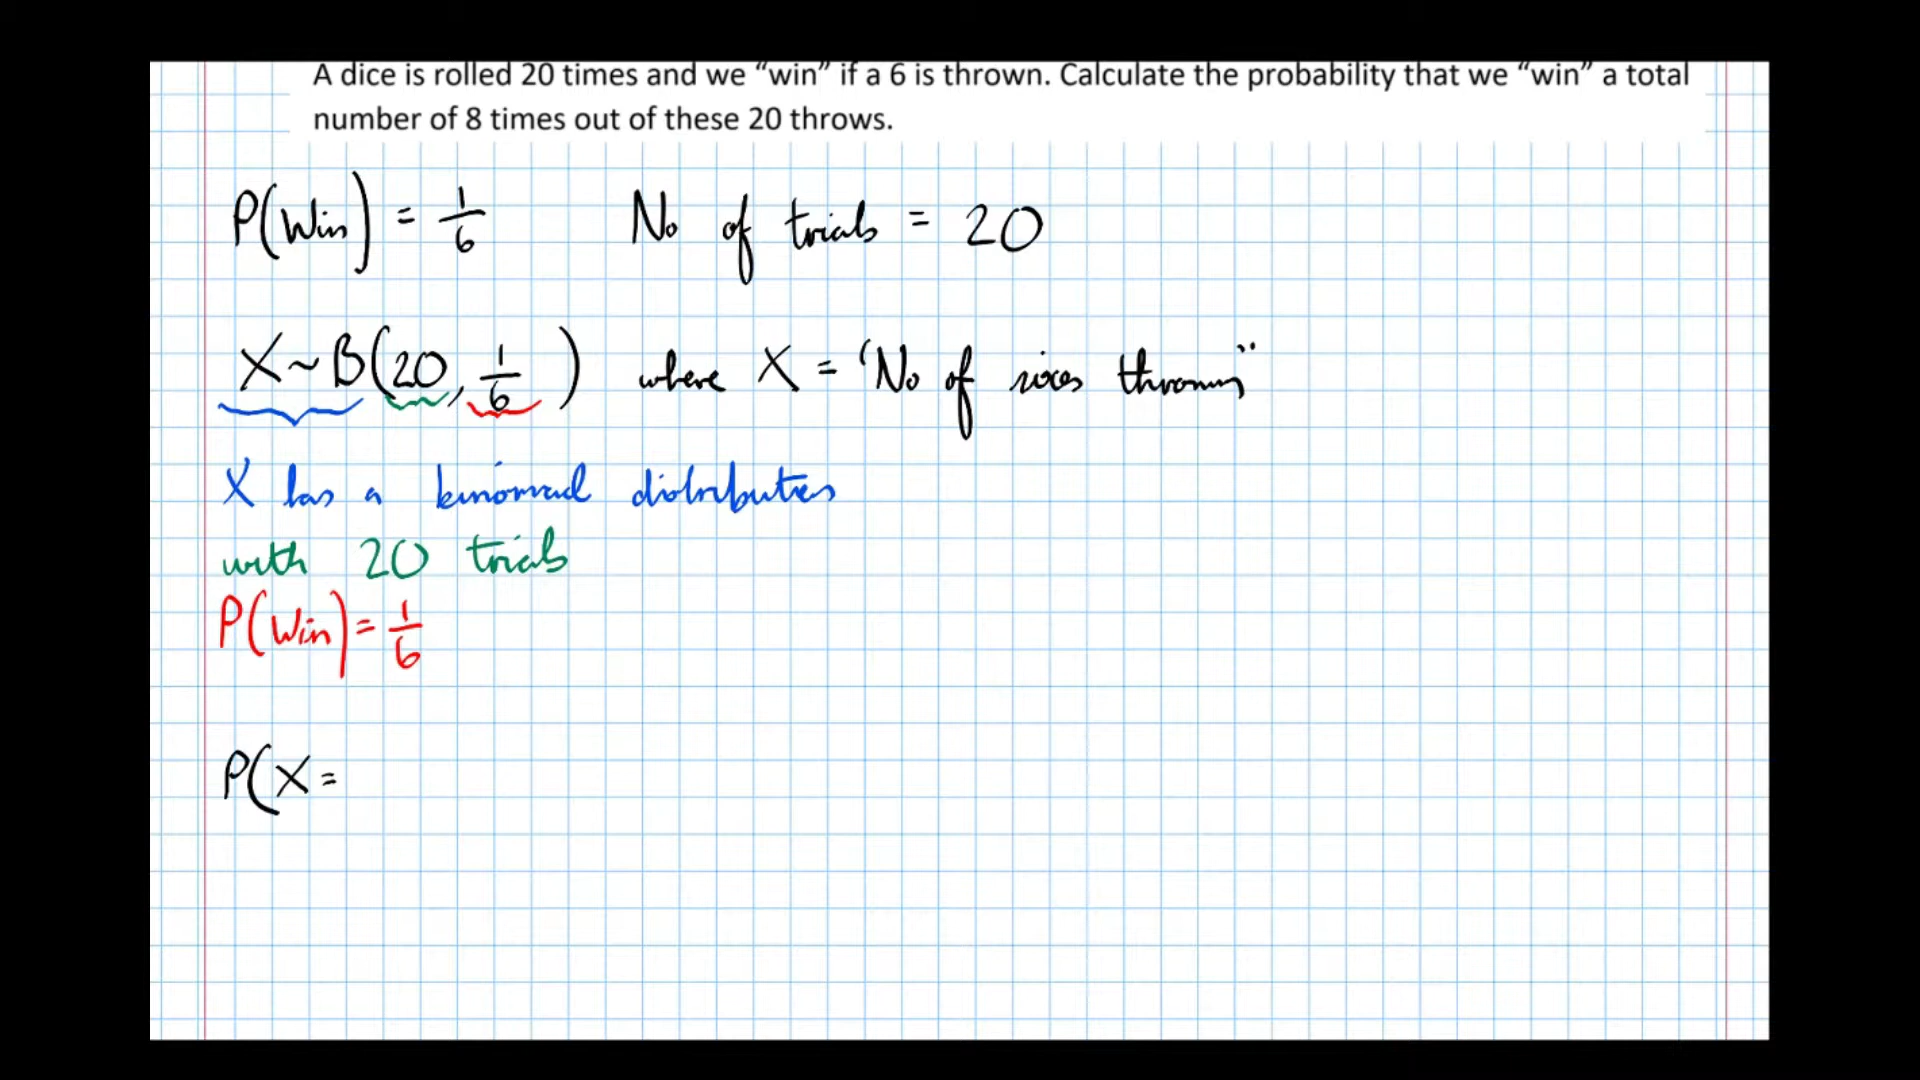 A dice is rolled 20 times and we “win” if a 6 is thrown. Calculate the probability that we “win” a total
number of 8 times out of these 20 throws.
P(Win) = 1/6 No of trials = 20
X~B(20, 1/6) where X = "No of sixes thrown"
X has a binomial distribution
with 20 trials
P(Win) = 1/6
P(X =